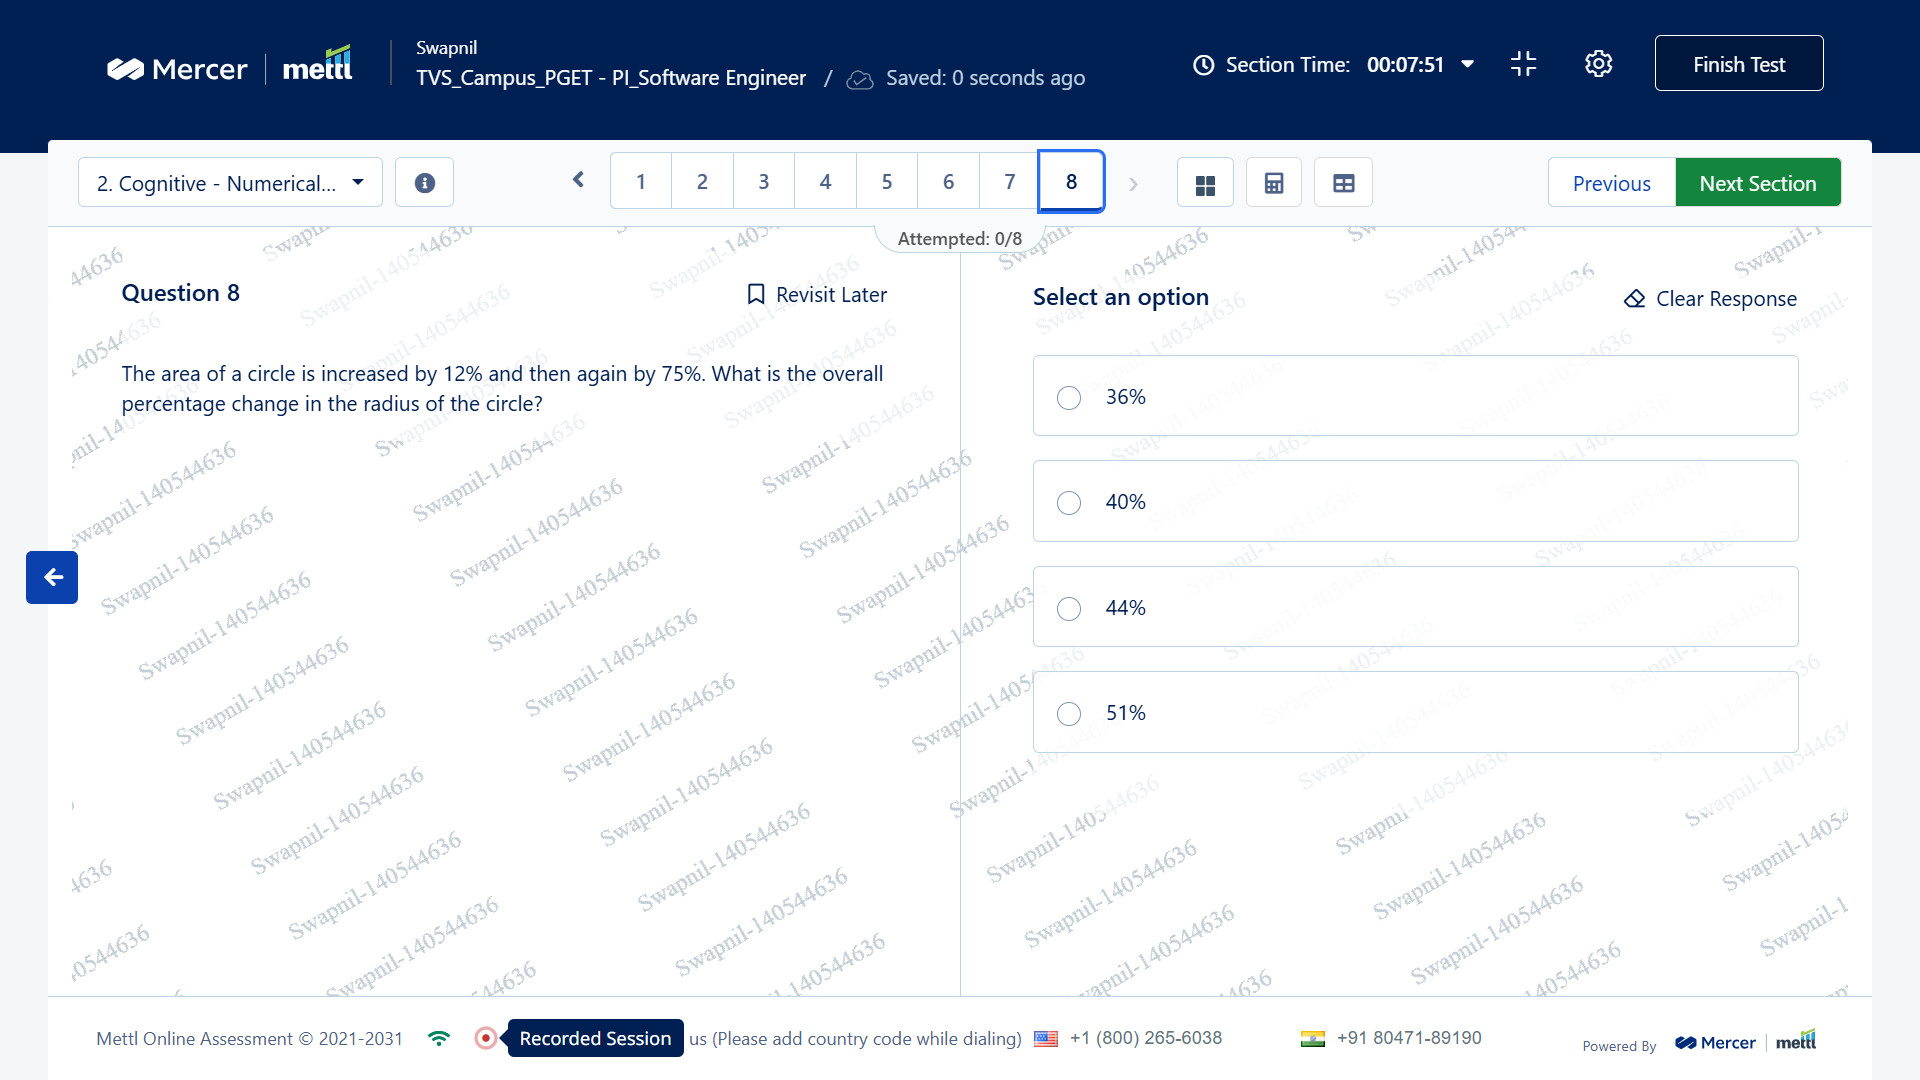 Mercer mettl
Swapnil
TVS_Campus_PGET - PI_Software Engineer / Saved: 0 seconds ago
Section Time: 00:07:51
Finish Test
2. Cognitive - Numerical...
1 2 3 4 5 6 7 8
Previous
Next Section
Attempted: 0/8
Question 8
Revisit Later
The area of a circle is increased by 12% and then again by 75%. What is the overall
percentage change in the radius of the circle?
Select an option
Clear Response
36%
40%
44%
51%
Swapnil-140544636
Mettl Online Assessment © 2021-2031
Recorded Session
us (Please add country code while dialing)
+1 (800) 265-6038
+91 80471-89190
Powered By
Mercer mettl